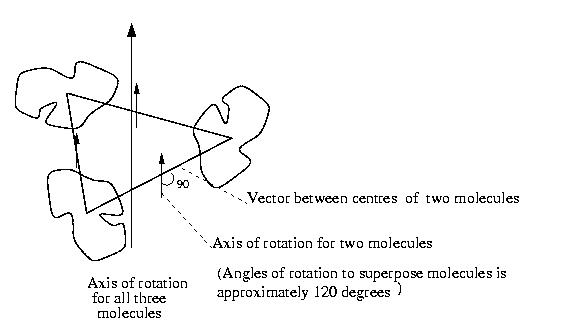 90
Vector between centres of two molecules
Axis of rotation for two molecules
(Angles of rotation to superpose molecules is
approximately 120 degrees )
Axis of rotation
for all three
molecules